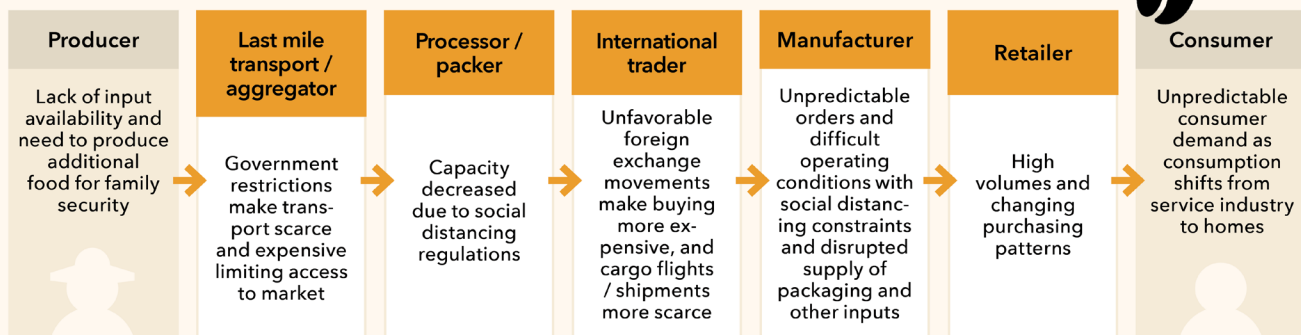 Producer
Lack of input
availability and
need to produce
additional
food for family
security
Last mile
transport /
aggregator
Government
restrictions
make trans-
port scarce
and expensive
limiting access
to market
Processor /
packer
Capacity
decreased
due to social
distancing
regulations
International
trader
Unfavorable
foreign
exchange
movements
make buying
more ex-
pensive, and
cargo flights
/ shipments
more scarce
Manufacturer
Unpredictable
orders and
difficult
operating
conditions with
social distanc-
ing constraints
and disrupted
supply of
packaging and
other inputs
Retailer
High
volumes and
changing
purchasing
patterns
Consumer
Unpredictable
consumer
demand as
consumption
shifts from
service industry
to homes